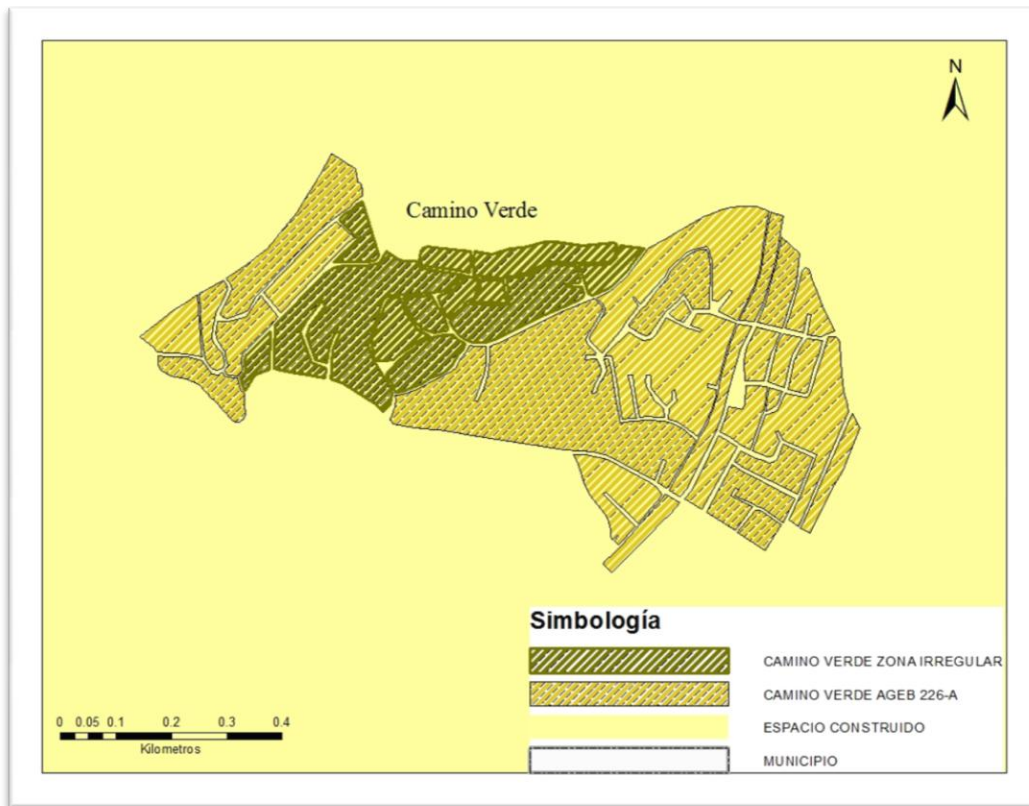 N
Camino Verde
Simbología
CAMINO VERDE ZONA IRREGULAR
CAMINO VERDE AGEB 226-A
ESPACIO CONSTRUIDO
MUNICIPIO
0 0.05 0.1 0.2 0.3 0.4
Kilometros